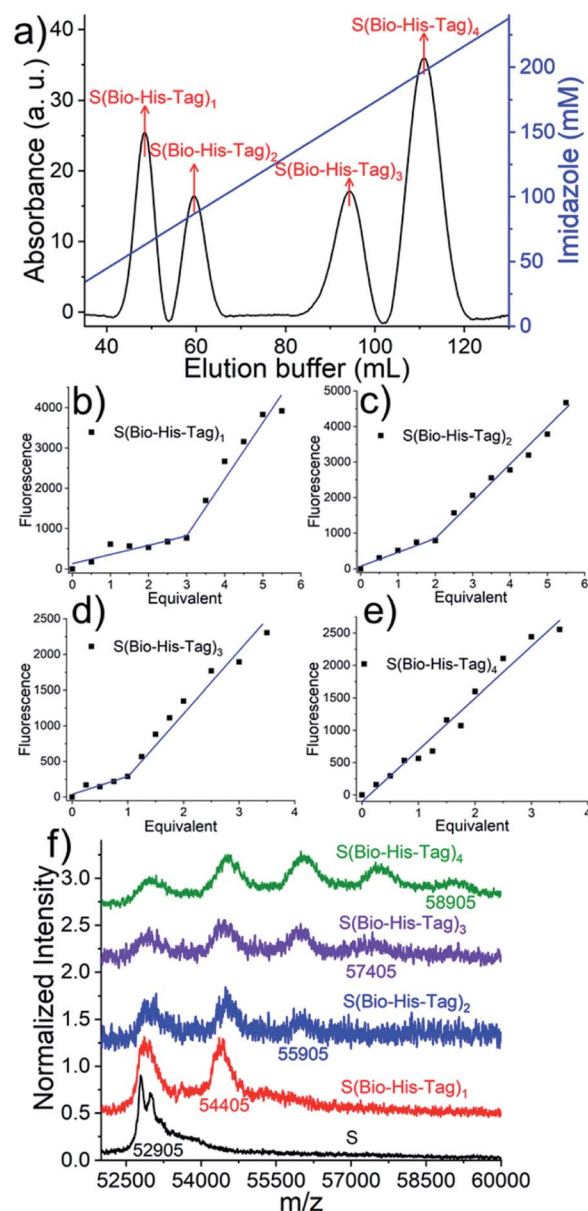 a)
S(Bio-His-Tag)4
S(Bio-His-Tag)1
S(Bio-His-Tag)2
S(Bio-His-Tag)3
Absorbance (a. u.)
40
30
20
10
0
Imidazole (mM)
200
150
100
50
0
40 60 80 100 120
Elution buffer (mL)
b)
S(Bio-His-Tag)1
Fluorescence
4000
3000
2000
1000
0
0 1 2 3 4 5 6
Equivalent
c)
S(Bio-His-Tag)2
Fluorescence
5000
4000
3000
2000
1000
0
0 1 2 3 4 5 6
Equivalent
d)
S(Bio-His-Tag)3
Fluorescence
2500
2000
1500
1000
500
0
0 1 2 3 4
Equivalent
e)
S(Bio-His-Tag)4
Fluorescence
2500
2000
1500
1000
500
0
0 1 2 3 4
Equivalent
f)
Normalized Intensity
3.0
2.5
2.0
1.5
1.0
0.5
0.0
S(Bio-His-Tag)4
58905
S(Bio-His-Tag)3
57405
S(Bio-His-Tag)2
55905
S(Bio-His-Tag)1
54405
S
52905
52500 54000 55500 57000 58500 60000
m/z